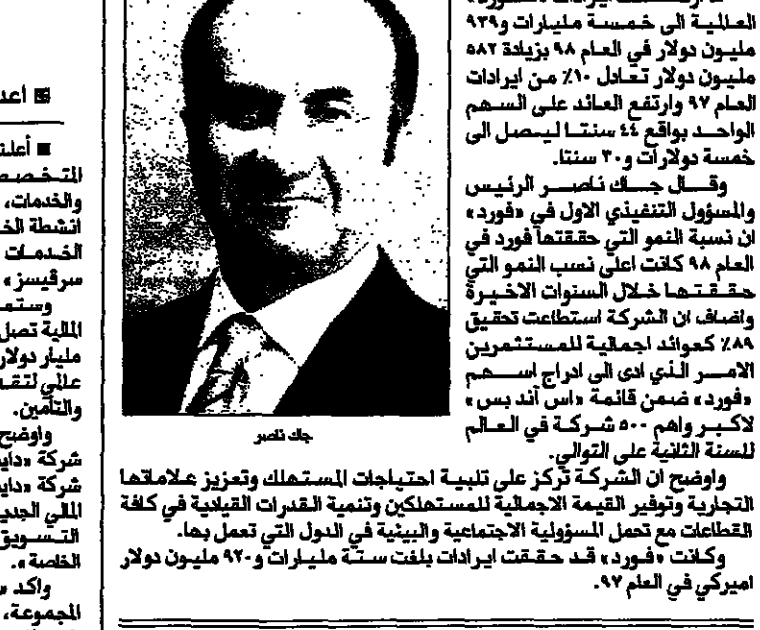 العالمية الى خمسة مليارات و٩٣٩
مليون دولار في العام ٩٨ بزيادة ٥٨٢
مليون دولار تعادل ١٠٪ من ايرادات
العام ٩٧ وارتفع العائد على السهم
الواحد بواقع ٤٤ سنتا ليصل الى
خمسة دولارات و٣٠ سنتا.
وقال جاك ناصر الرئيس
والمسؤول التنفيذي الاول في «فورد»
ان نسبة النمو التي حققتها فورد في
العام ٩٨ كانت اعلى نسب النمو التي
حققتها خلال السنوات الاخيرة
واضاف ان الشركة استطاعت تحقيق
٨٩٪ كعوائد اجمالية للمستثمرين
الامر الذي ادى الى ادراج اسهم
«فورد» ضمن قائمة «اس آند بس»
لاكبر واهم ٥٠٠ شركة في العالم
للسنة الثانية على التوالي.
واوضح ان الشركة تركز على تلبية احتياجات المستهلك وتعزيز علاماتها
التجارية وتوفير القيمة الاجمالية للمستهلكين وتنمية القدرات القيادية في كافة
القطاعات مع تحمل المسؤولية الاجتماعية والبيئية في الدول التي تعمل بها.
وكانت «فورد» قد حققت ايرادات بلغت ستة مليارات و٩٢٠ مليون دولار
اميركي في العام ٩٧.
جاك ناصر
■ أعلنت
والخدمات،
انشطة
الخدمات
سرفيسز»
المالية تصل
مليار دولار
والتأمين.
واوضح
شركة
شركة
المالي
التسويق
الخاصة».
واكد
المجموعة،